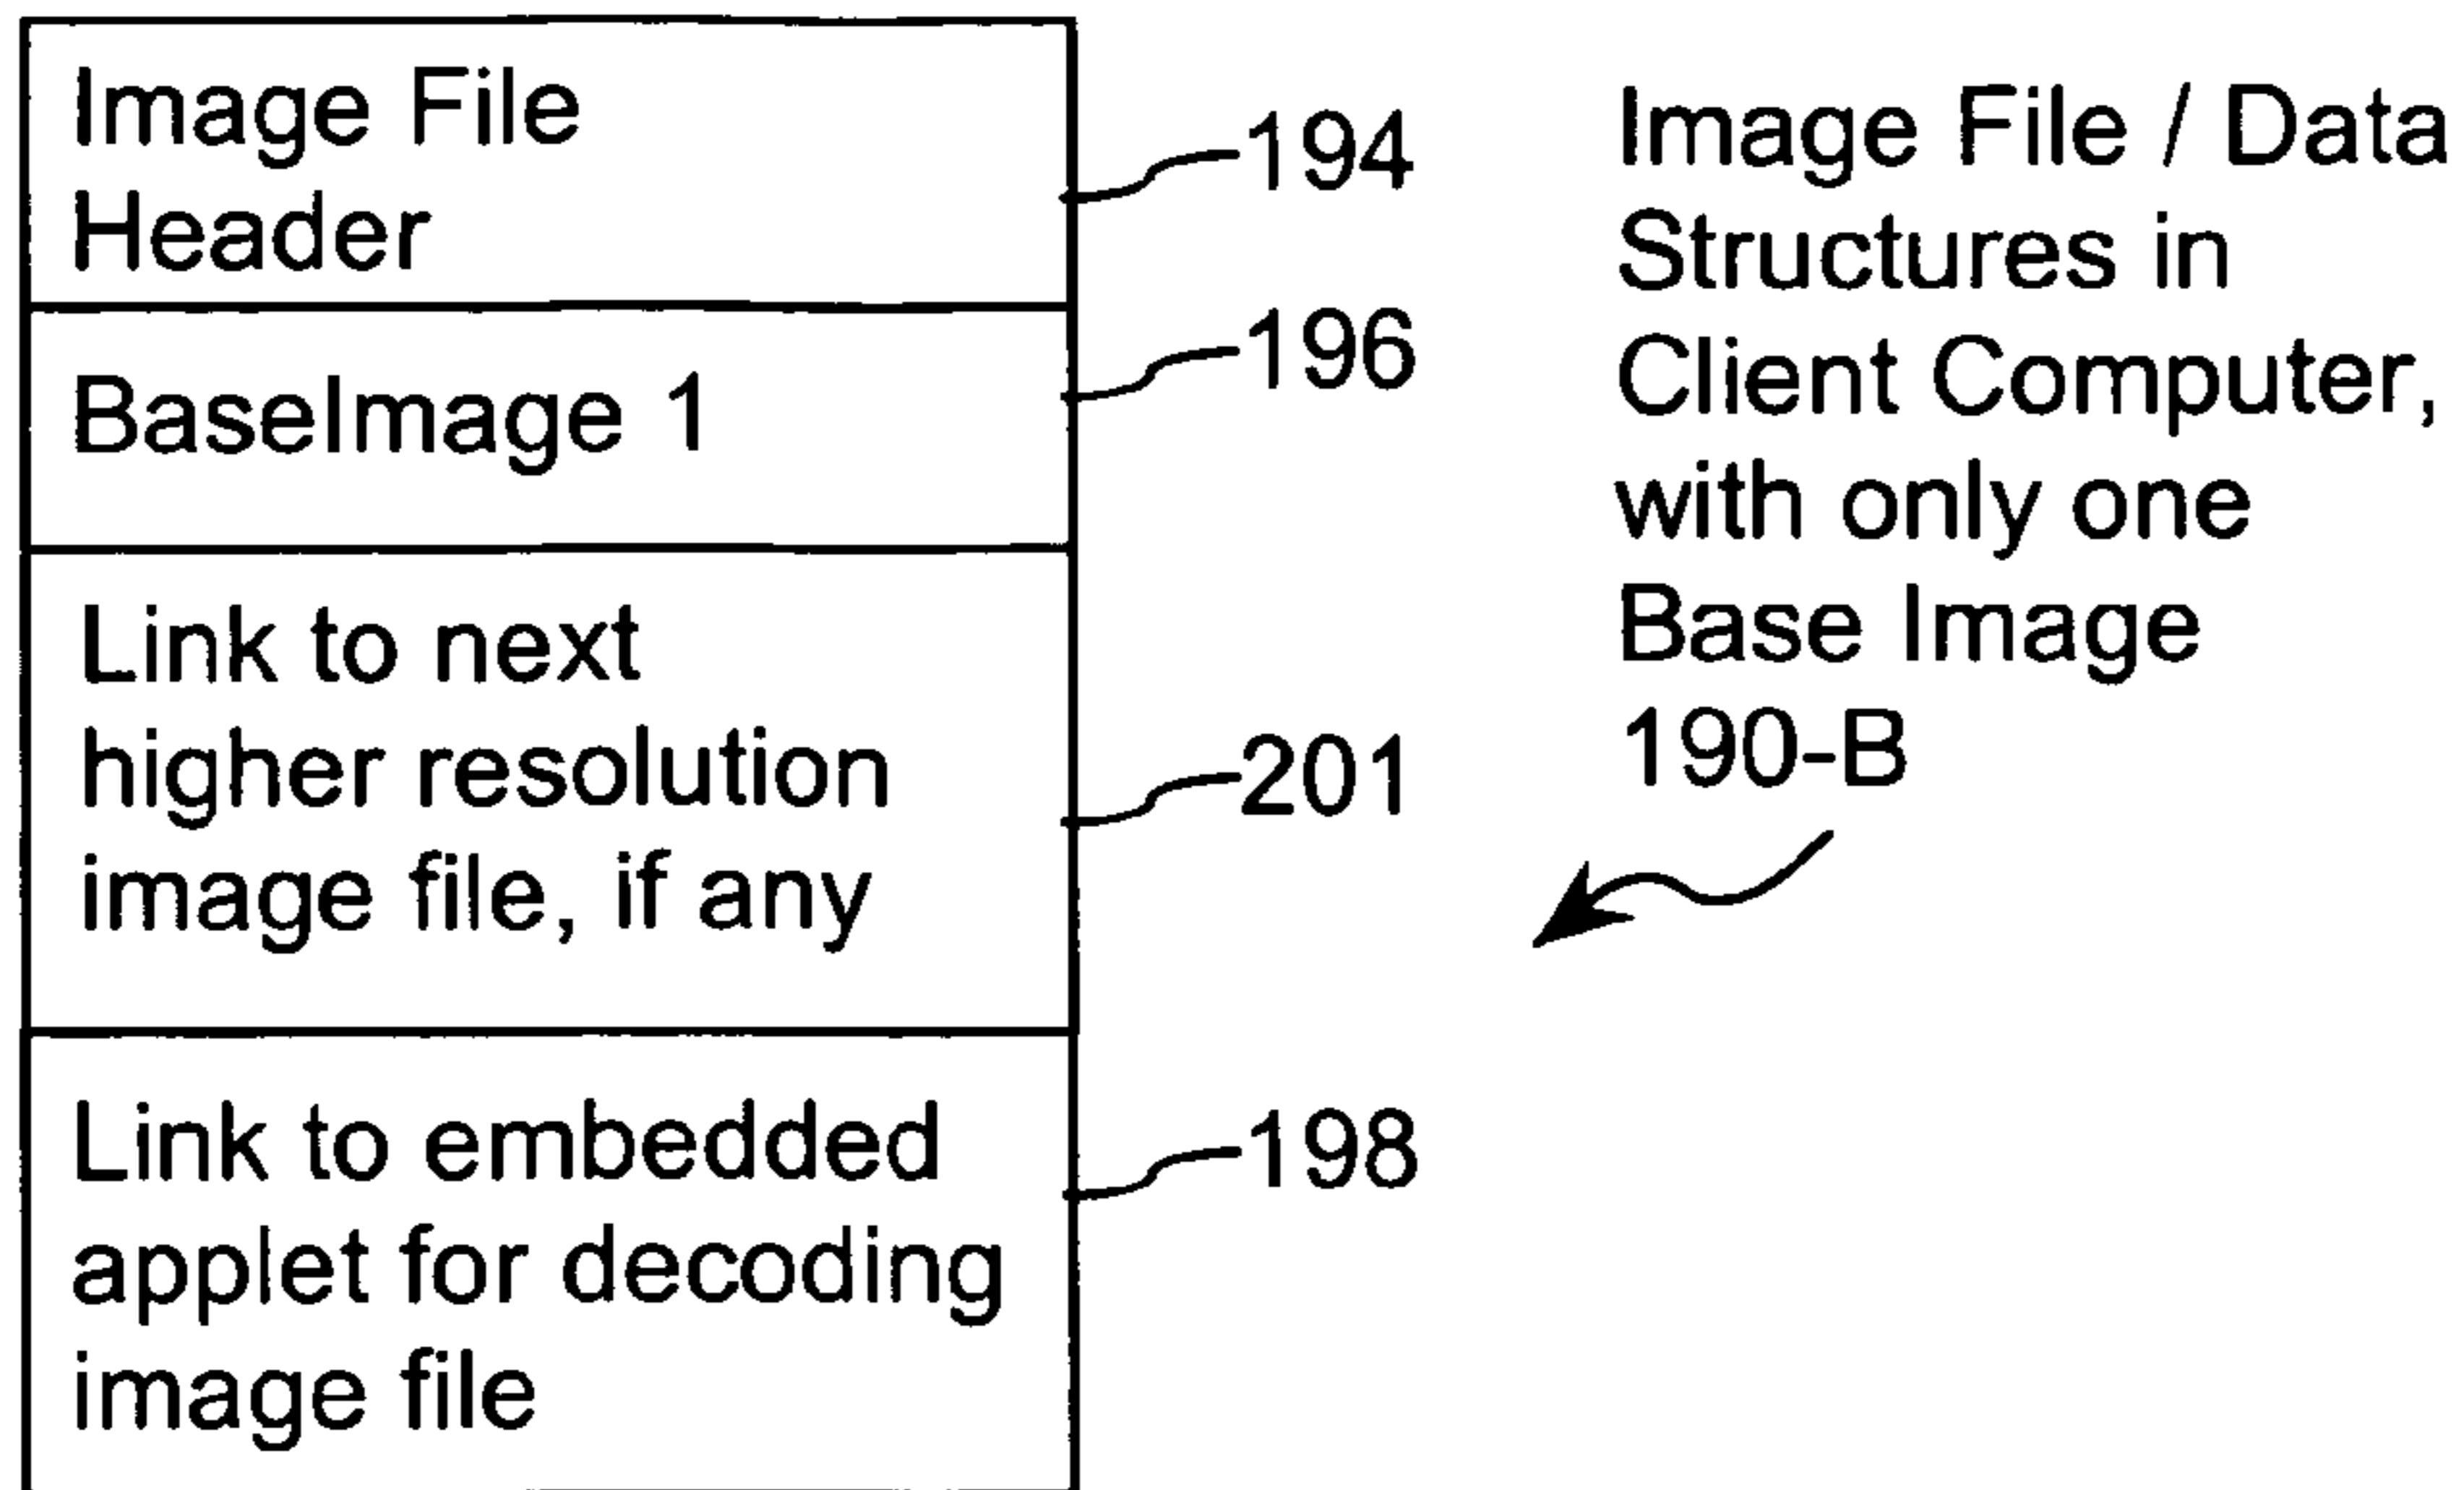 Image File
Header
194
BaseImage 1
196
Link to next
higher resolution
image file, if any
201
Link to embedded
applet for decoding
image file
198
Image File / Data
Structures in
Client Computer,
with only one
Base Image
190-B